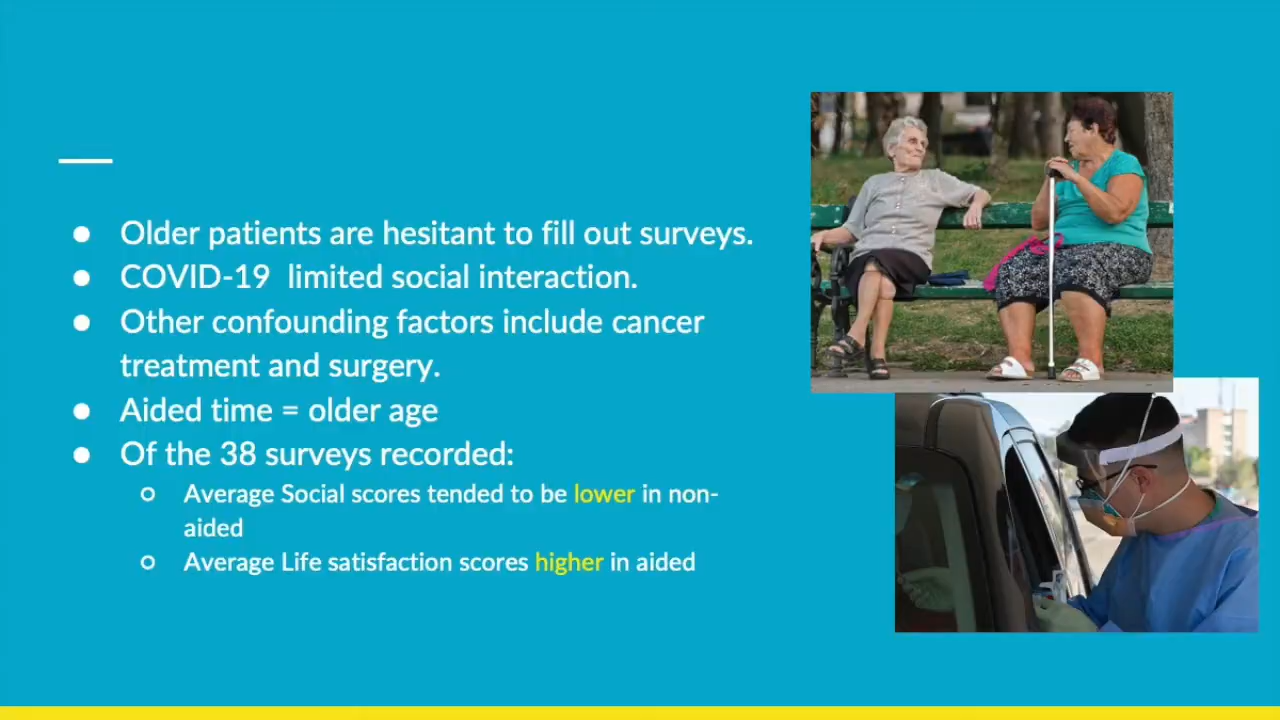 ● Older patients are hesitant to fill out surveys.
● COVID-19  limited social interaction.
● Other confounding factors include cancer
treatment and surgery.
● Aided time = older age
● Of the 38 surveys recorded:
○ Average Social scores tended to be lower in non-
aided
○ Average Life satisfaction scores higher in aided